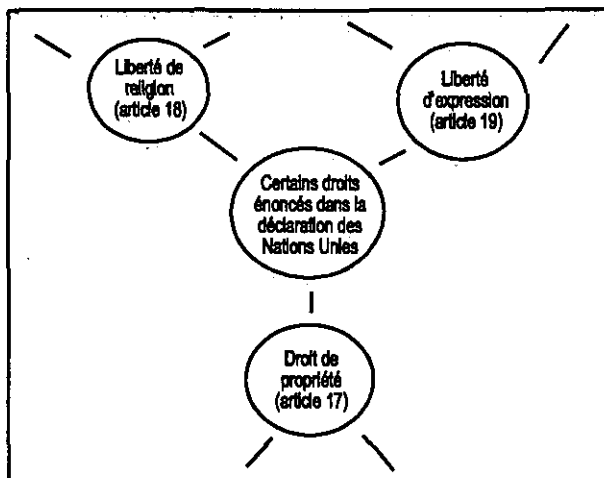 Liberté de
religion
(article 18)
Liberté
d'expression
(article 19)
Certains droits
énoncés dans la
déclaration des
Nations Unies
Droit de
propriété
(article 17)